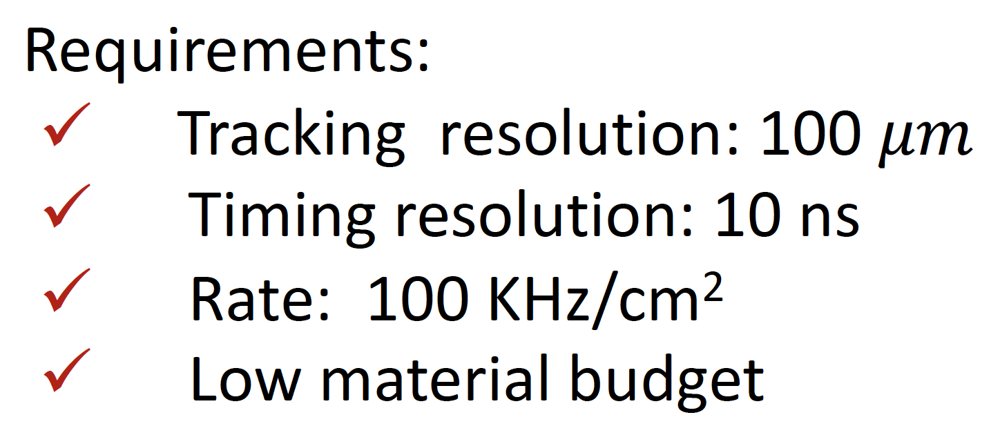 Requirements:
✓ Tracking resolution: 100 μm
✓ Timing resolution: 10 ns
✓ Rate: 100 KHz/cm²
✓ Low material budget